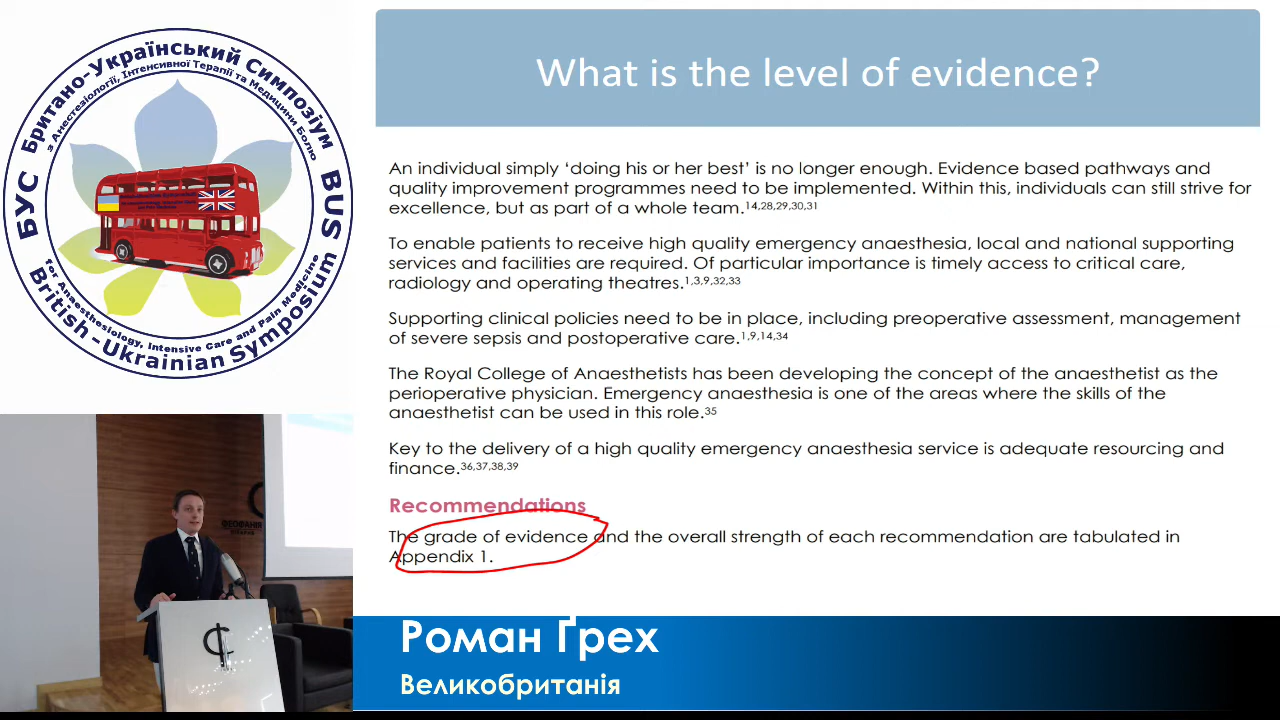 Британо-Український Симпозіум
з Анестезіології, Інтенсивної Терапії та Медицини Болю
БУС
BUS
for Anaesthesiology, Intensive Care and Pain Medicine
British-Ukrainian Symposium
What is the level of evidence?
An individual simply ‘doing his or her best’ is no longer enough. Evidence based pathways and
quality improvement programmes need to be implemented. Within this, individuals can still strive for
excellence, but as part of a whole team.14,28,29,30,31
To enable patients to receive high quality emergency anaesthesia, local and national supporting
services and facilities are required. Of particular importance is timely access to critical care,
radiology and operating theatres.1,3,9,32,33
Supporting clinical policies need to be in place, including preoperative assessment, management
of severe sepsis and postoperative care.1,9,14,34
The Royal College of Anaesthetists has been developing the concept of the anaesthetist as the
perioperative physician. Emergency anaesthesia is one of the areas where the skills of the
anaesthetist can be used in this role.35
Key to the delivery of a high quality emergency anaesthesia service is adequate resourcing and
finance.36,37,38,39
Recommendations
The grade of evidence and the overall strength of each recommendation are tabulated in
Appendix 1.
ФЕОФАНІЯ
Роман Ґрех
Великобританія